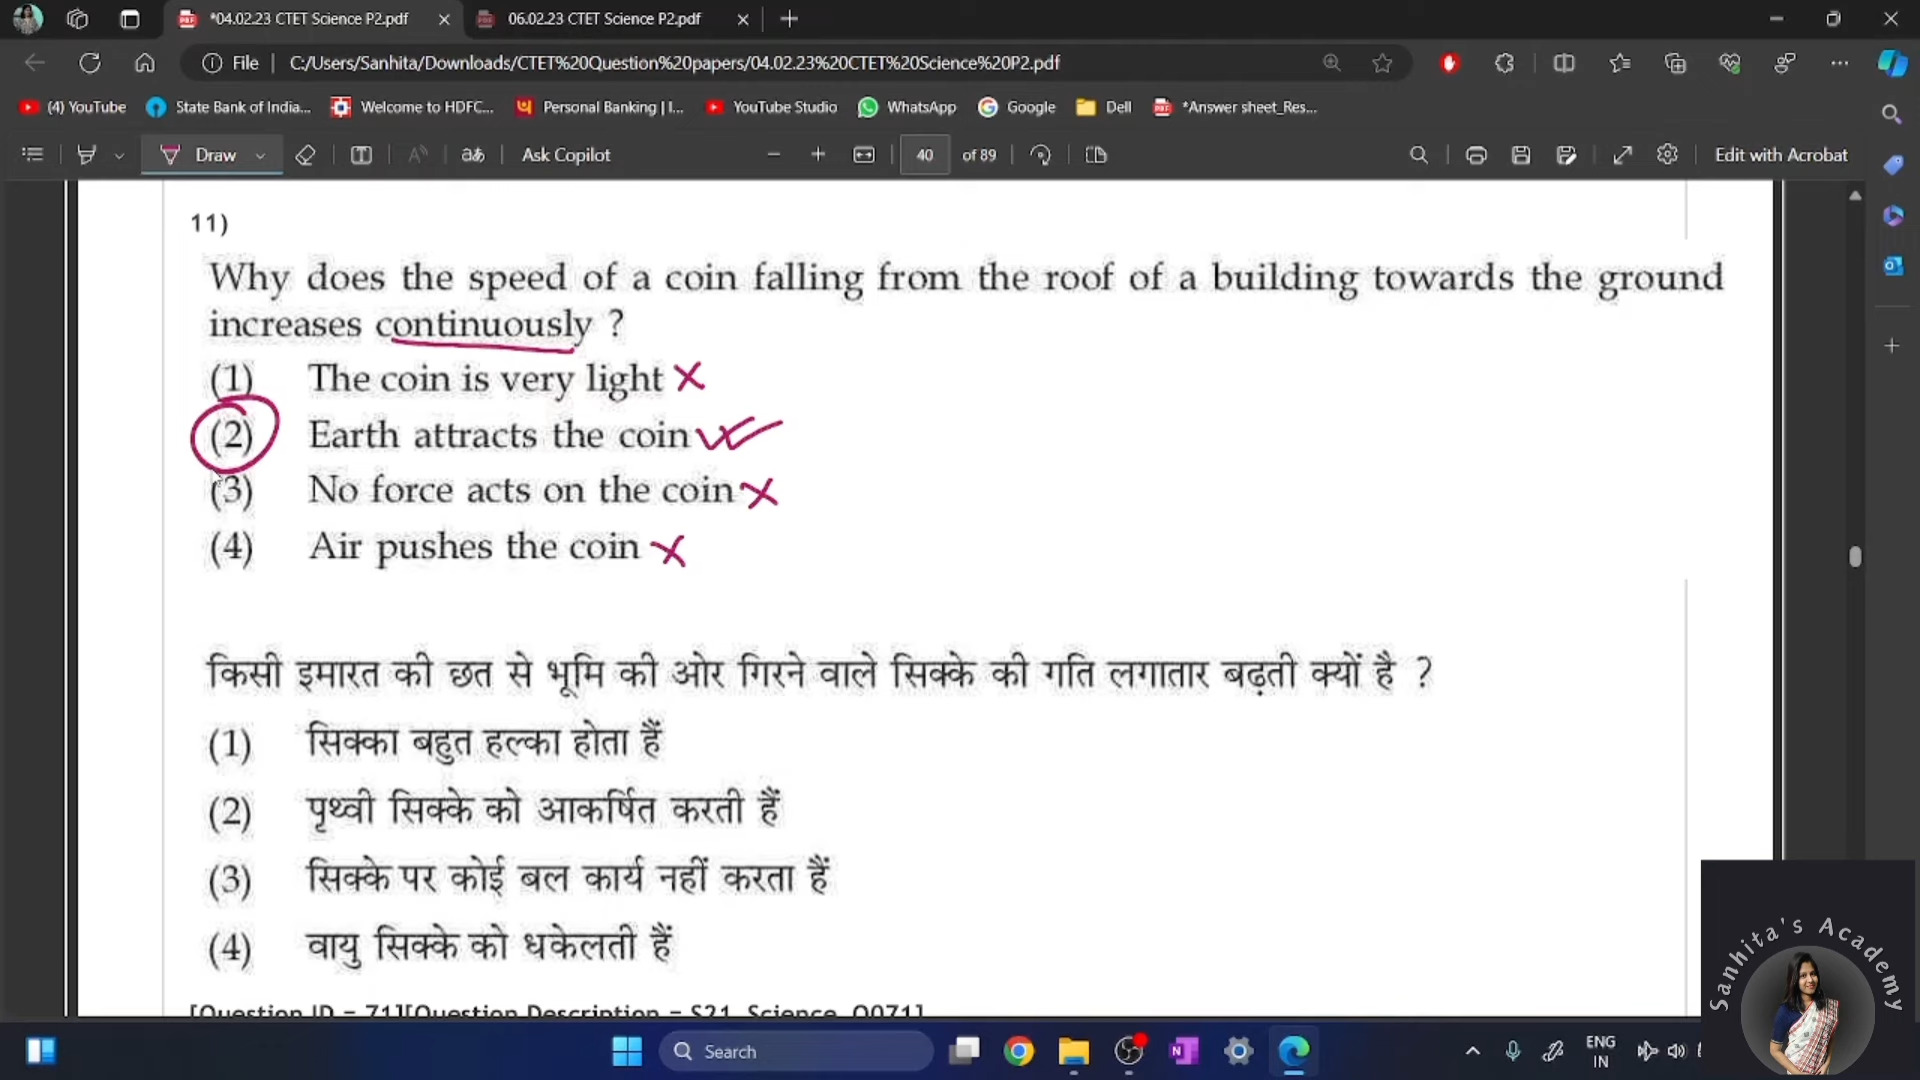 *04.02.23 CTET Science P2.pdf
06.02.23 CTET Science P2.pdf
File
C:/Users/Sanhita/Downloads/CTET%20Question%20papers/04.02.23%20CTET%20Science%20P2.pdf
(4) YouTube
State Bank of India...
Welcome to HDFC...
Personal Banking | I...
YouTube Studio
WhatsApp
Google
Dell
*Answer sheet_Res...
Draw
Ask Copilot
40 of 89
Edit with Acrobat
11)
Why does the speed of a coin falling from the roof of a building towards the ground
increases continuously ?
(1) The coin is very light
(2) Earth attracts the coin
(3) No force acts on the coin
(4) Air pushes the coin
किसी इमारत की छत से भूमि की ओर गिरने वाले सिक्के की गति लगातार बढ़ती क्यों है ?
(1) सिक्का बहुत हल्का होता हैं
(2) पृथ्वी सिक्के को आकर्षित करती हैं
(3) सिक्के पर कोई बल कार्य नहीं करता हैं
(4) वायु सिक्के को धकेलती हैं
[Question ID = 71][Question Description = S21_Science_Q071]
Sanhita's Academy
Search
ENG
IN